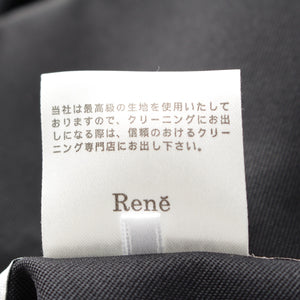 当社は最高級の生地を使用いたして
おりますので、クリーニングにお出
しになる際は、信頼のおけるクリー
ニング専門店にお出し下さい。
René